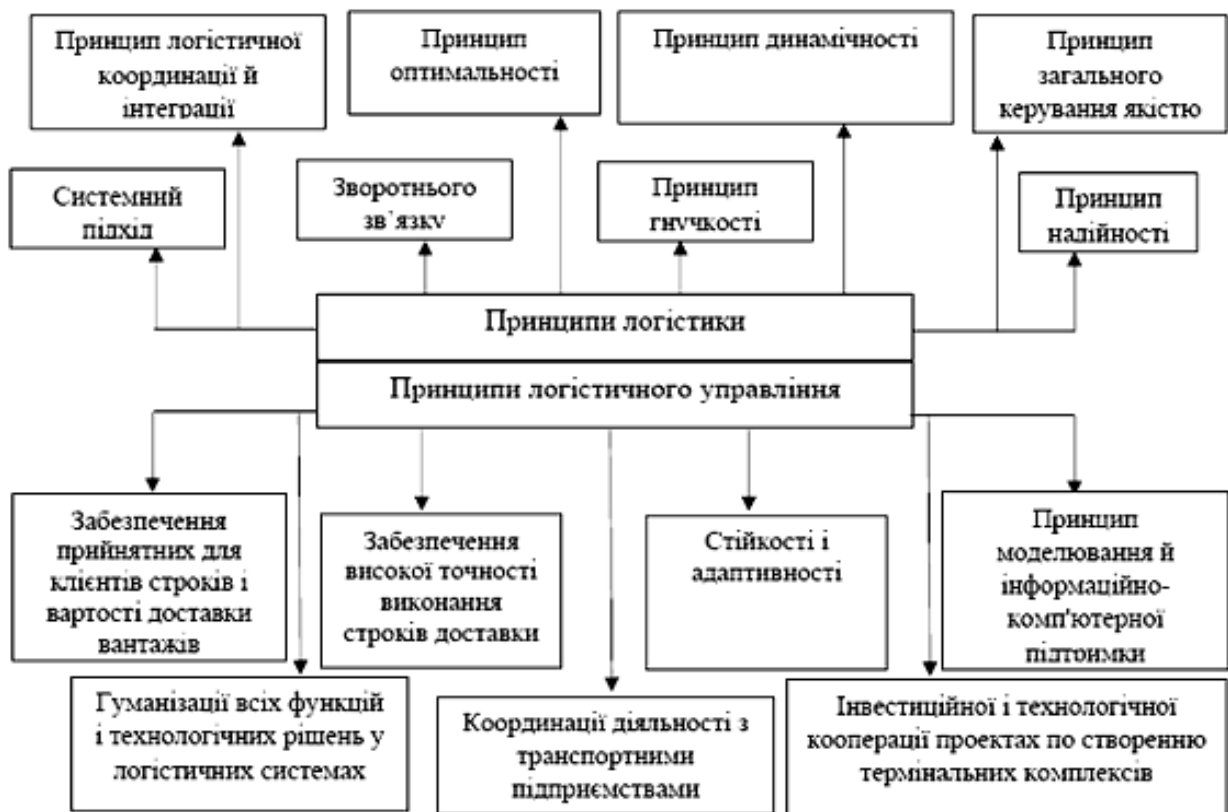 Принцип логістичної
координації й
інтеграції
Принцип
оптимальності
Принцип динамічності
Принцип
загального
керування якістю
Системний
підхід
Зворотнього
зв`язку
Принцип
гнучкості
Принцип
надійності
Принципи логістики
Принципи логістичного управління
Забезпечення
прийнятних для
клієнтів строків і
вартості доставки
вантажів
Забезпечення
високої точності
виконання
строків доставки
Стійкості і
адаптивності
Принцип
моделювання й
інформаційно-
комп'ютерної
підтримки
Гуманізації всіх функцій
і технологічних рішень у
логістичних системах
Координації діяльності з
транспортними
підприємствами
Інвестиційної і технологічної
кооперації проектах по створенню
термінальних комплексів